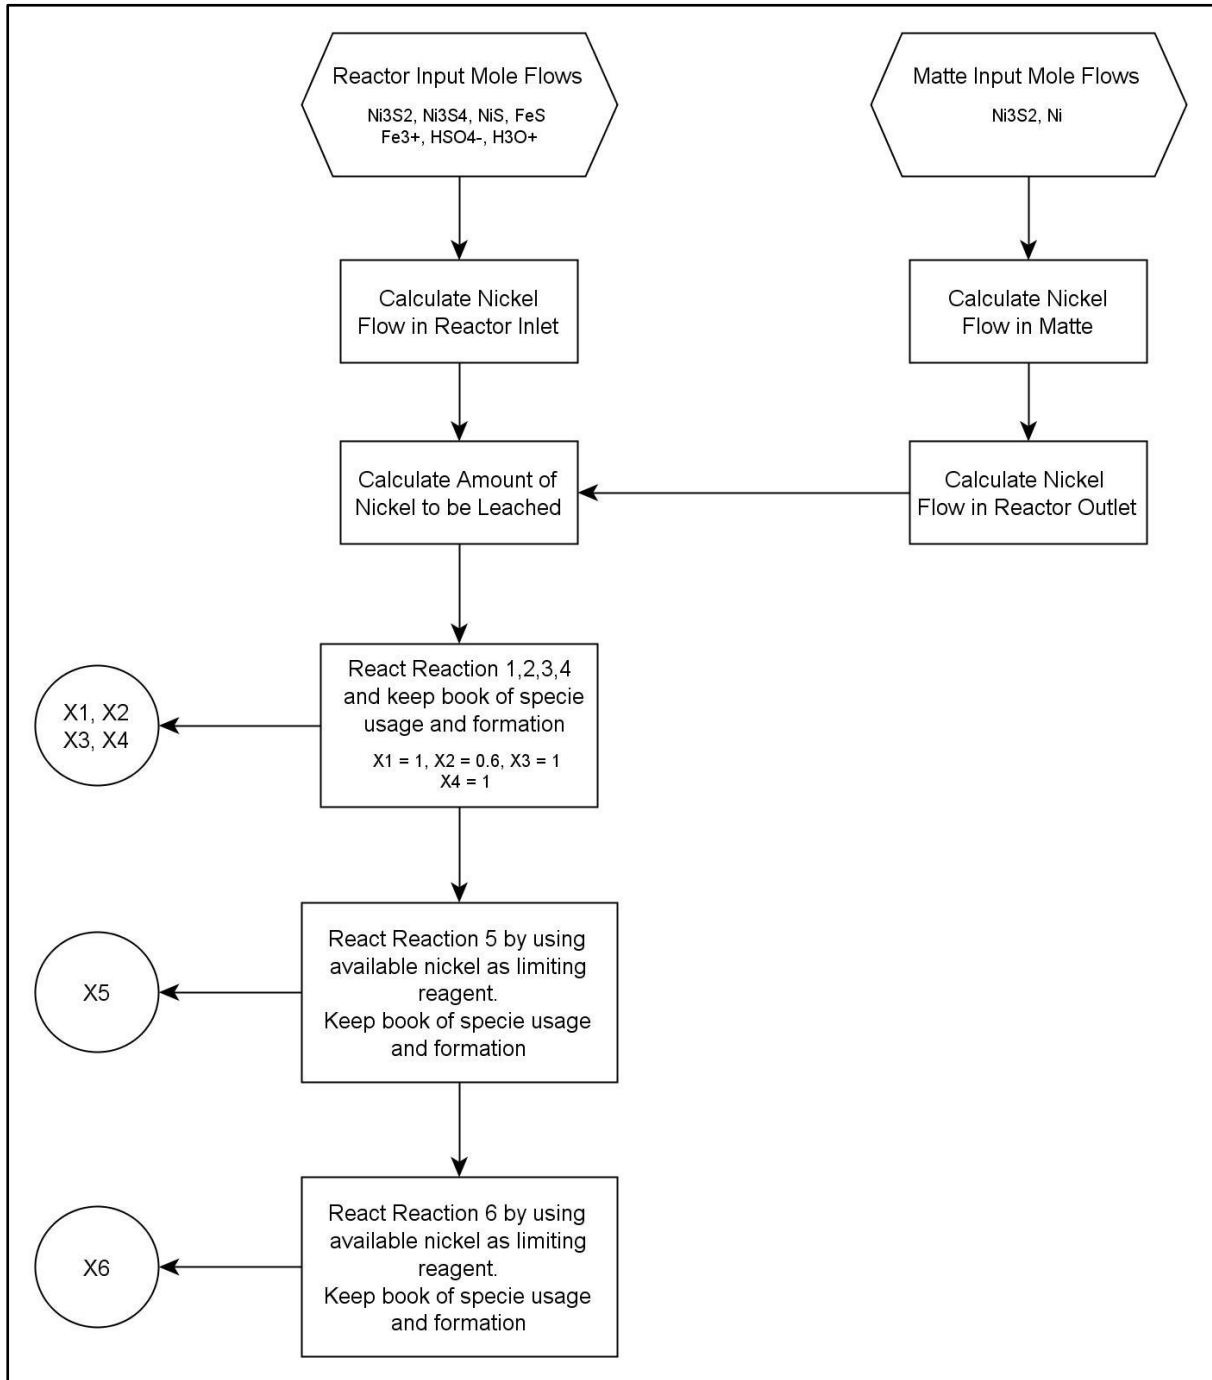 Reactor Input Mole Flows
Ni3S2, Ni3S4, NiS, FeS
Fe3+, HSO4-, H3O+
Matte Input Mole Flows
Ni3S2, Ni
Calculate Nickel
Flow in Reactor Inlet
Calculate Nickel
Flow in Matte
Calculate Amount of
Nickel to be Leached
Calculate Nickel
Flow in Reactor Outlet
React Reaction 1,2,3,4
and keep book of specie
usage and formation
X1 = 1, X2 = 0.6, X3 = 1
X4 = 1
X1, X2
X3, X4
React Reaction 5 by using
available nickel as limiting
reagent.
Keep book of specie usage
and formation
X5
React Reaction 6 by using
available nickel as limiting
reagent.
Keep book of specie usage
and formation
X6